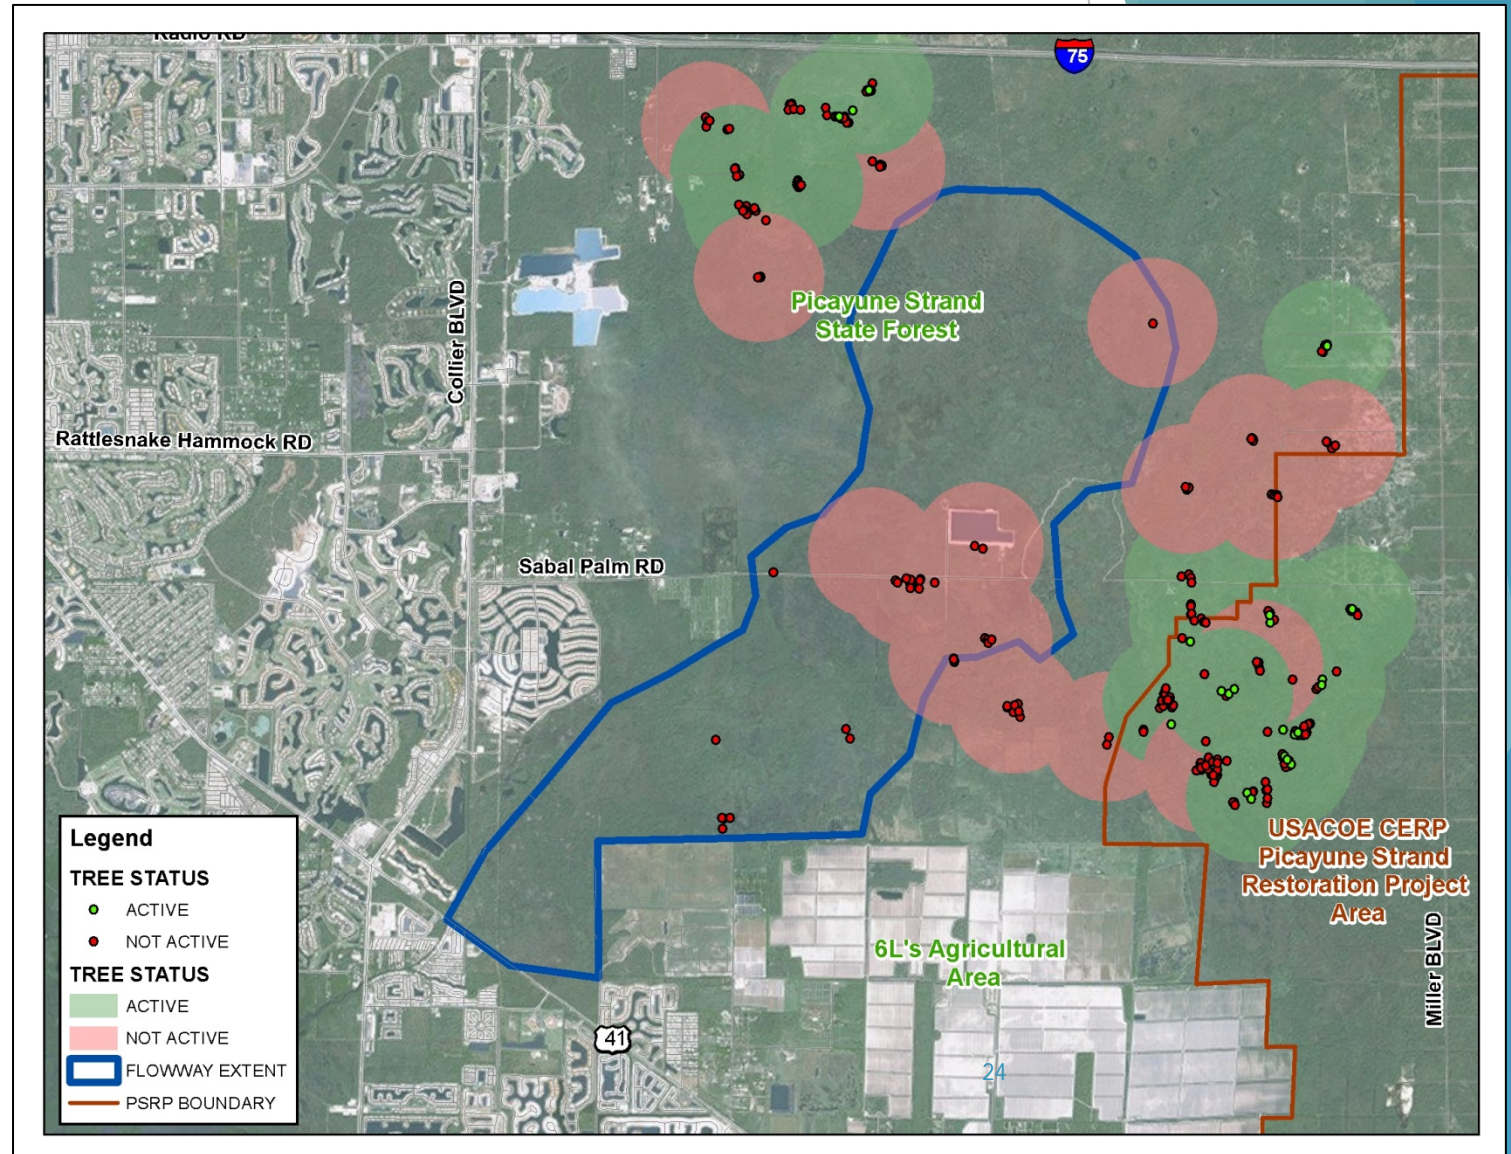 Radio RD
75
Picayune Strand
State Forest
Collier BLVD
Rattlesnake Hammock RD
Sabal Palm RD
USACOE CERP
Picayune Strand
Restoration Project
Area
Miller BLVD
6L's Agricultural
Area
41
24
Legend
TREE STATUS
ACTIVE
NOT ACTIVE
TREE STATUS
ACTIVE
NOT ACTIVE
FLOWWAY EXTENT
PSRP BOUNDARY